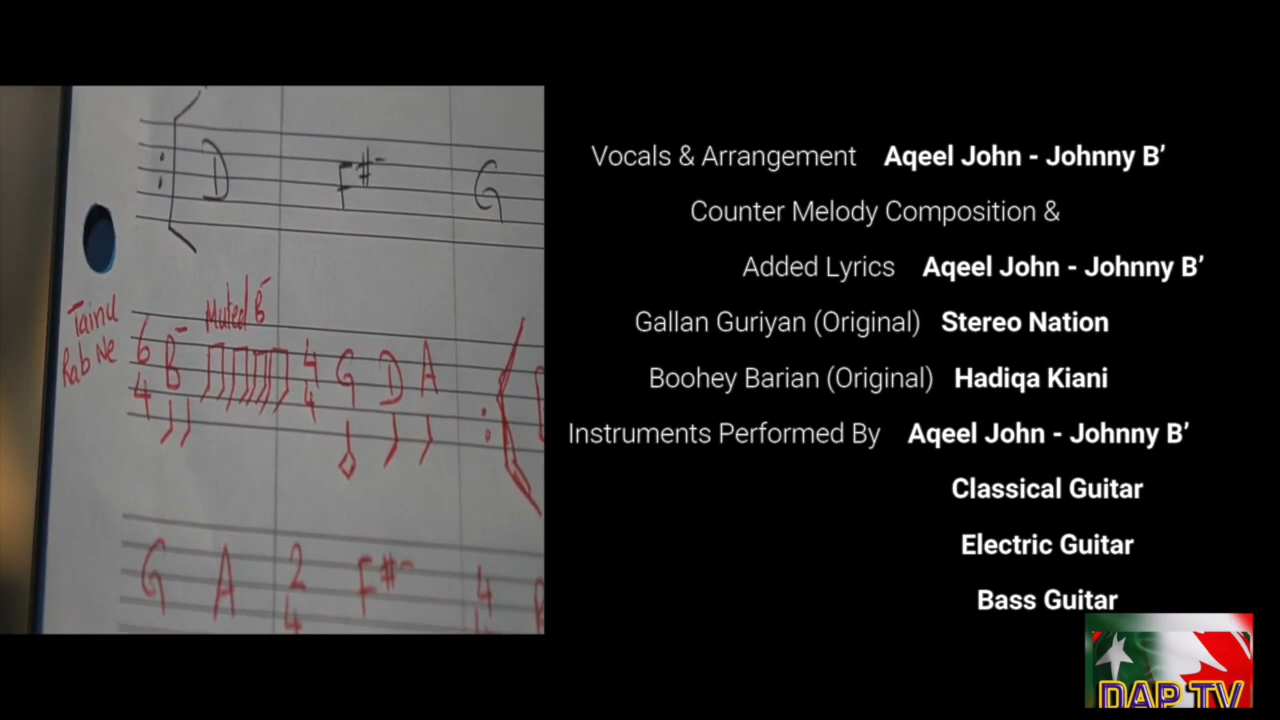 D F#- G
Tainu
Rab Ne
Muted B-
6 4 B- 4 4 G D A
G A 2 4 F#- 4
Vocals & Arrangement Aqeel John - Johnny B’
Counter Melody Composition &
Added Lyrics Aqeel John - Johnny B’
Gallan Guriyan (Original) Stereo Nation
Boohey Barian (Original) Hadiqa Kiani
Instruments Performed By Aqeel John - Johnny B’
Classical Guitar
Electric Guitar
Bass Guitar
DAP TV